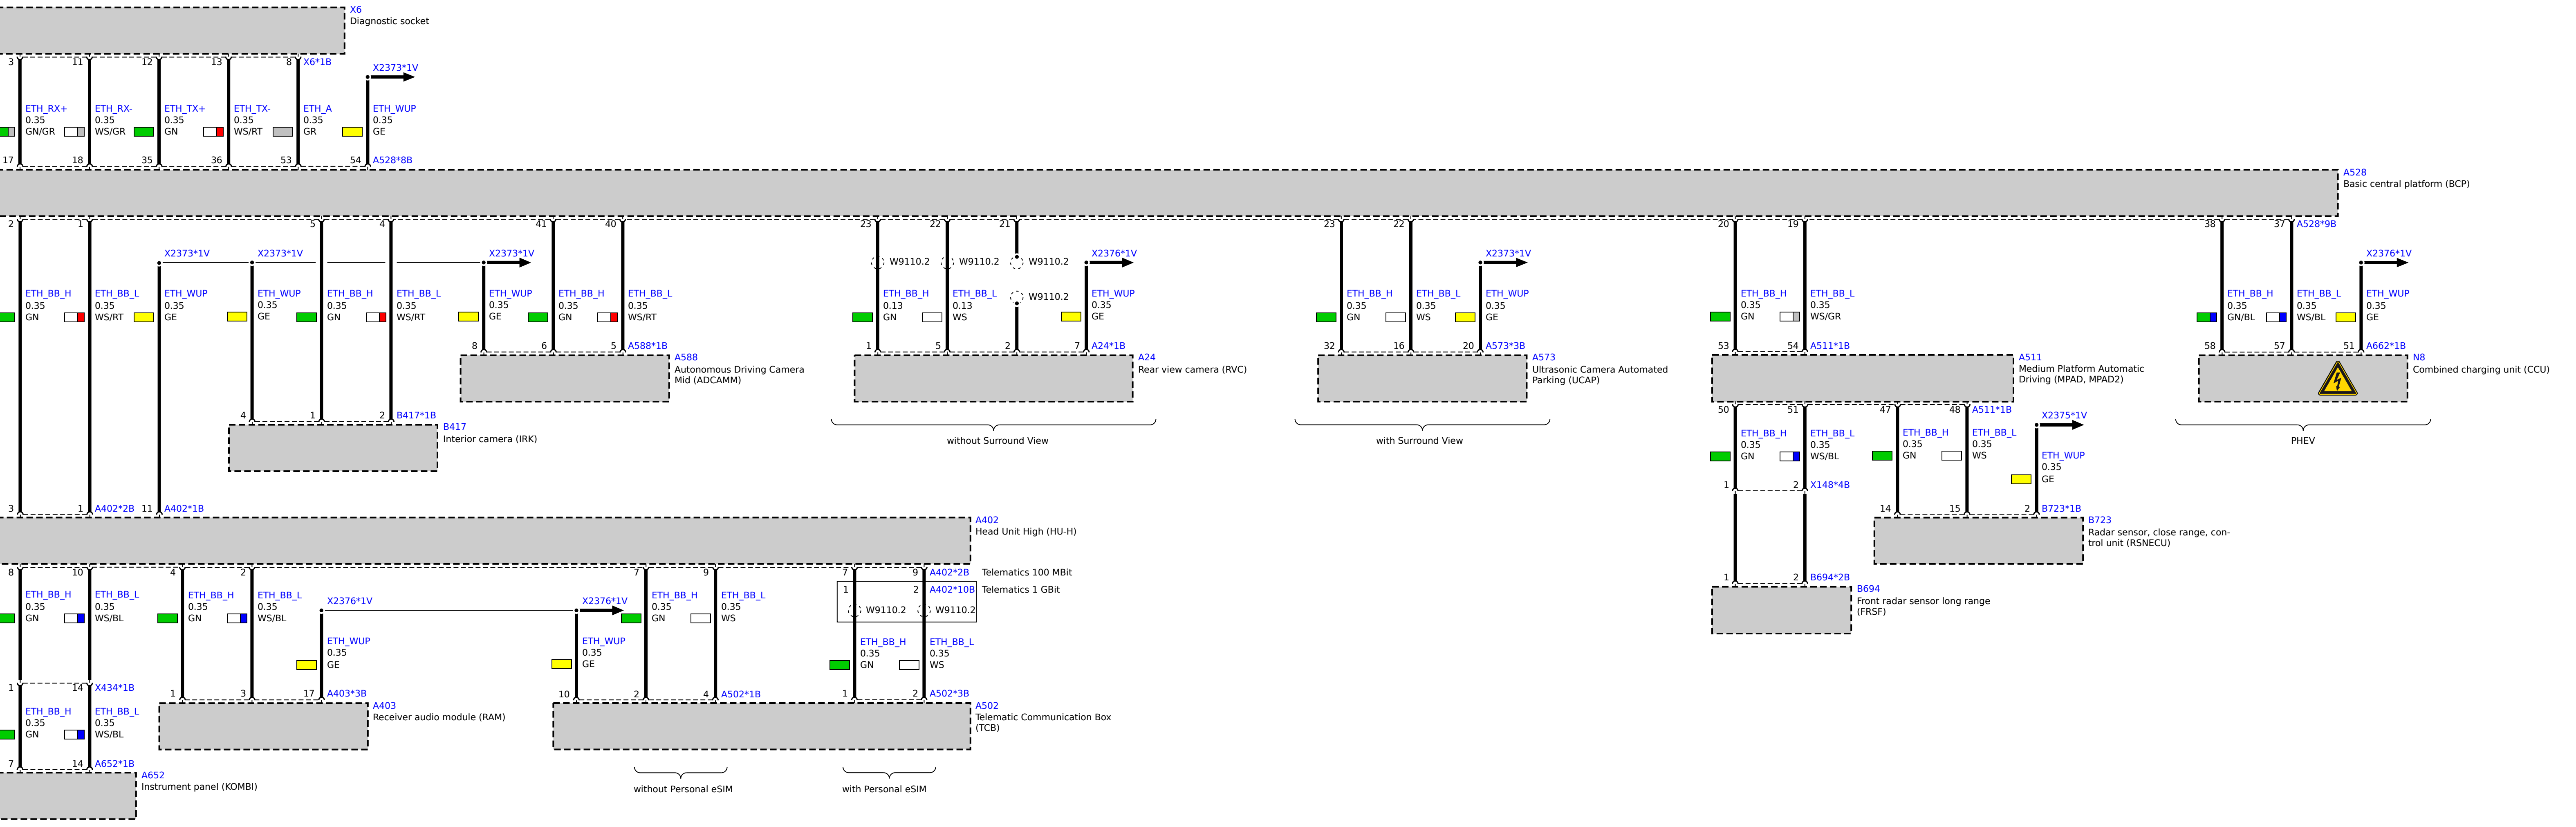 X6
Diagnostic socket
3 11 12 13 8 X6*1B
X2373*1V
ETH_RX+ ETH_RX- ETH_TX+ ETH_TX- ETH_A ETH_WUP
0.35 0.35 0.35 0.35 0.35 0.35
GN/GR WS/GR GN WS/RT GR GE
17 18 35 36 53 54 A528*8B
A528
Basic central platform (BCP)
2 1 5 4 41 40 23 22 21 23 22 20 19 38 37 A528*9B
X2373*1V X2373*1V X2373*1V X2376*1V X2373*1V X2376*1V
W9110.2 W9110.2 W9110.2
W9110.2
ETH_BB_H ETH_BB_L ETH_WUP ETH_WUP ETH_BB_H ETH_BB_L ETH_WUP ETH_BB_H ETH_BB_L ETH_BB_H ETH_BB_L ETH_WUP ETH_BB_H ETH_BB_L ETH_WUP ETH_BB_H ETH_BB_L ETH_BB_H ETH_BB_L ETH_WUP
0.35 0.35 0.35 0.35 0.35 0.35 0.35 0.35 0.35 0.13 0.13 0.35 0.35 0.35 0.35 0.35 0.35 0.35 0.35 0.35
GN WS/RT GE GE GN WS/RT GE GN WS/RT GN WS GE GN WS GE GN WS/GR GN/BL WS/BL GE
8 6 5 A588*1B 1 5 2 7 A24*1B 32 16 20 A573*3B 53 54 A511*1B 58 57 51 A662*1B
A588
Autonomous Driving Camera
Mid (ADCAMM)
A24
Rear view camera (RVC)
A573
Ultrasonic Camera Automated
Parking (UCAP)
A511
Medium Platform Automatic
Driving (MPAD, MPAD2)
N8
Combined charging unit (CCU)
4 1 2 B417*1B
B417
Interior camera (IRK)
without Surround View
with Surround View
PHEV
50 51 47 48 A511*1B
X2375*1V
ETH_BB_H ETH_BB_L ETH_BB_H ETH_BB_L
0.35 0.35 0.35 0.35
GN WS/BL GN WS
ETH_WUP
0.35
GE
1 2 X148*4B
14 15 2 B723*1B
B723
Radar sensor, close range, con-
trol unit (RSNECU)
1 2 B694*2B
B694
Front radar sensor long range
(FRSF)
3 1 A402*2B 11 A402*1B
A402
Head Unit High (HU-H)
8 10 4 2 7 9 7 9 A402*2B Telematics 100 MBit
1 2 A402*10B Telematics 1 GBit
ETH_BB_H ETH_BB_L ETH_BB_H ETH_BB_L ETH_BB_H ETH_BB_L
0.35 0.35 0.35 0.35 0.35 0.35
GN WS/BL GN WS/BL GN WS
X2376*1V X2376*1V W9110.2 W9110.2
ETH_WUP ETH_WUP ETH_BB_H ETH_BB_L
0.35 0.35 0.35 0.35
GE GE GN WS
1 14 X434*1B 1 3 17 A403*3B 10 2 4 A502*1B 1 2 A502*3B
A403
Receiver audio module (RAM)
A502
Telematic Communication Box
(TCB)
ETH_BB_H ETH_BB_L
0.35 0.35
GN WS/BL
7 14 A652*1B
A652
Instrument panel (KOMBI)
without Personal eSIM
with Personal eSIM